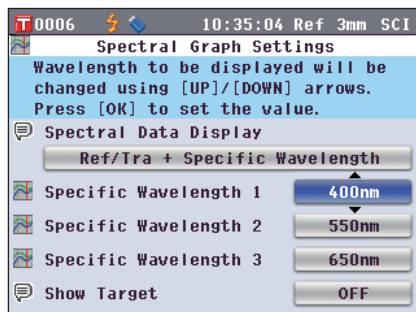 T0006 10:35:04 Ref 3mm SCI
Spectral Graph Settings
Wavelength to be displayed will be
changed using [UP]/[DOWN] arrows.
Press [OK] to set the value.
Spectral Data Display
Ref/Tra + Specific Wavelength
Specific Wavelength 1 400nm
Specific Wavelength 2 550nm
Specific Wavelength 3 650nm
Show Target OFF